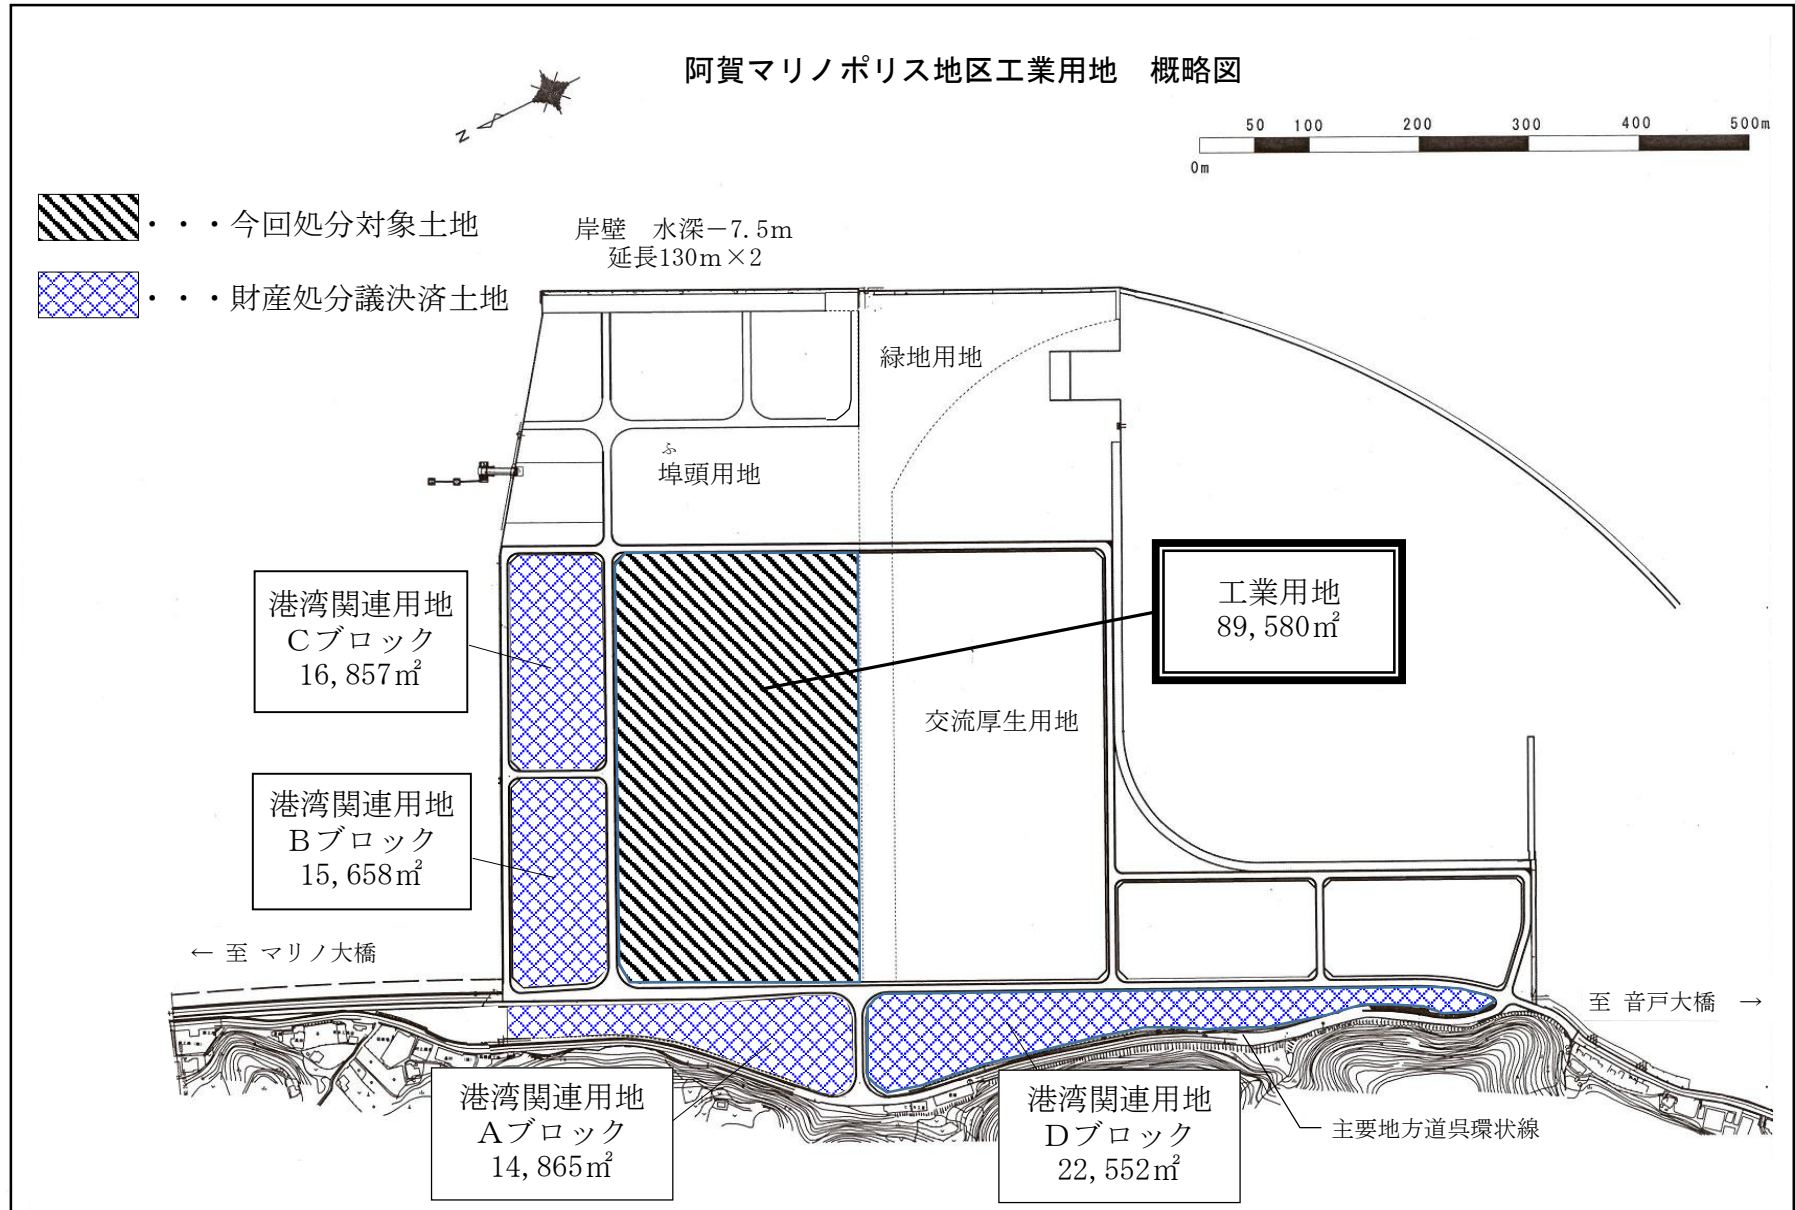 阿賀マリノポリス地区工業用地　概略図
N
50 100 200 300 400 500m
0m
・・・今回処分対象土地
・・・財産処分議決済土地
岸壁　水深－7.5m
延長130m×2
緑地用地
ふ
埠頭用地
港湾関連用地
Cブロック
16,857㎡
工業用地
89,580㎡
交流厚生用地
港湾関連用地
Bブロック
15,658㎡
← 至 マリノ大橋
至 音戸大橋 →
港湾関連用地
Aブロック
14,865㎡
港湾関連用地
Dブロック
22,552㎡
主要地方道呉環状線